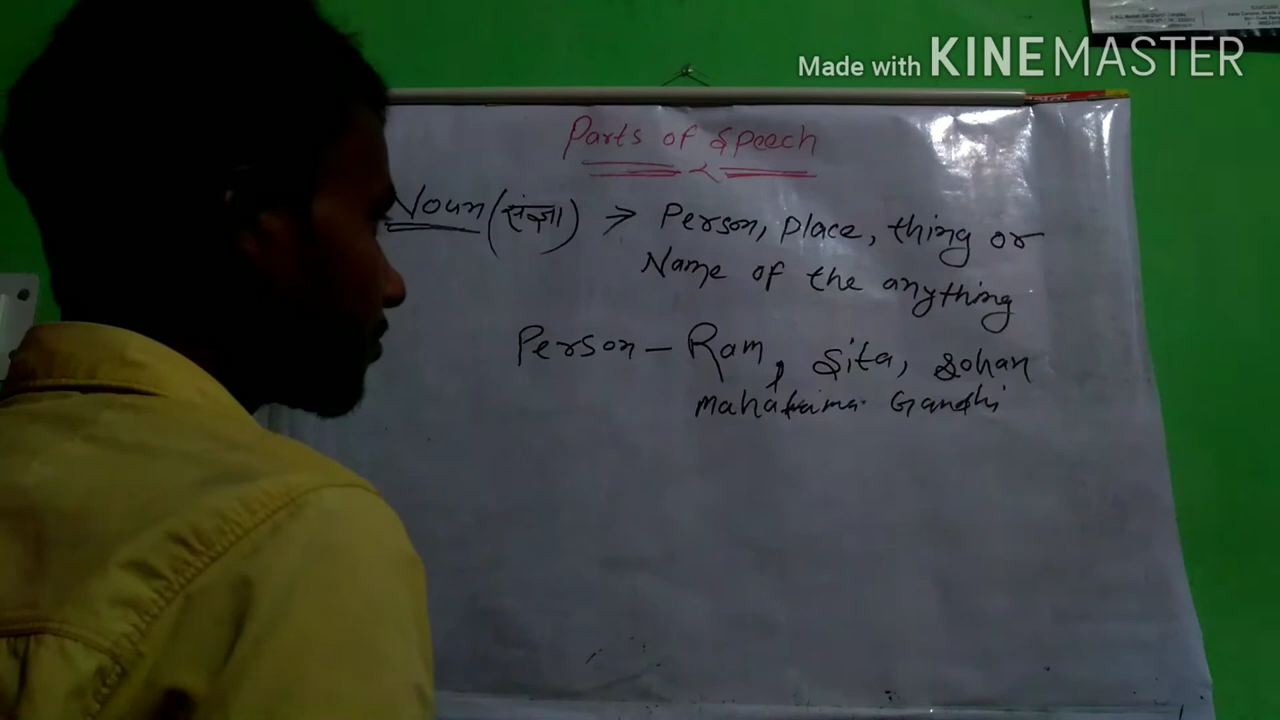 Made with KINEMASTER
Parts of Speech
Noun (संज्ञा) → Person, Place, thing or
Name of the anything
Person - Ram, Sita, Sohan
Mahatma Gandhi